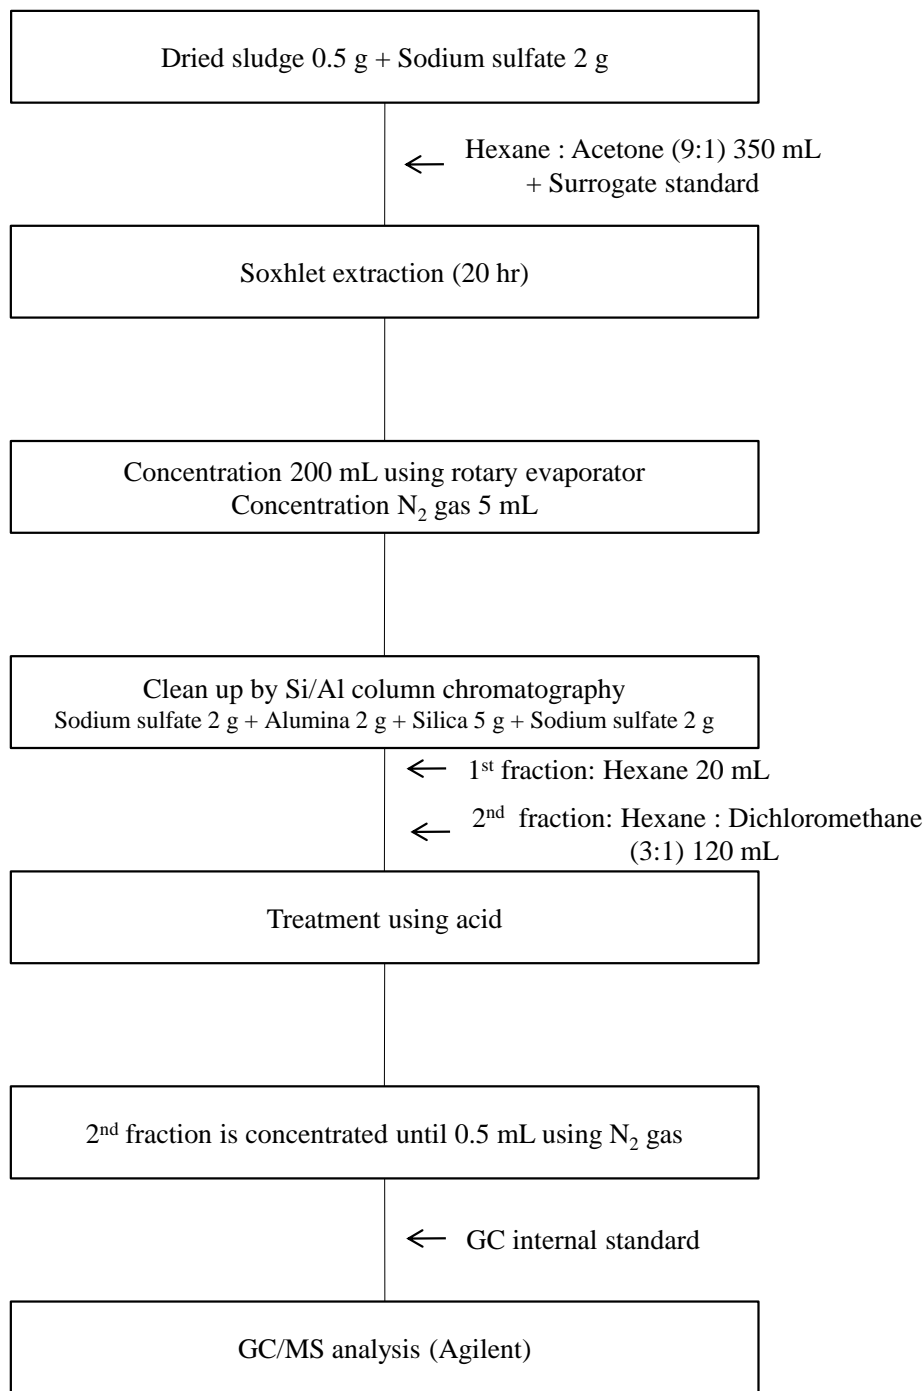 Dried sludge 0.5 g + Sodium sulfate 2 g
Hexane : Acetone (9:1) 350 mL
+ Surrogate standard
Soxhlet extraction (20 hr)
Concentration 200 mL using rotary evaporator
Concentration N₂ gas 5 mL
Clean up by Si/Al column chromatography
Sodium sulfate 2 g + Alumina 2 g + Silica 5 g + Sodium sulfate 2 g
1ˢᵗ fraction: Hexane 20 mL
2ⁿᵈ fraction: Hexane : Dichloromethane
(3:1) 120 mL
Treatment using acid
2ⁿᵈ fraction is concentrated until 0.5 mL using N₂ gas
GC internal standard
GC/MS analysis (Agilent)